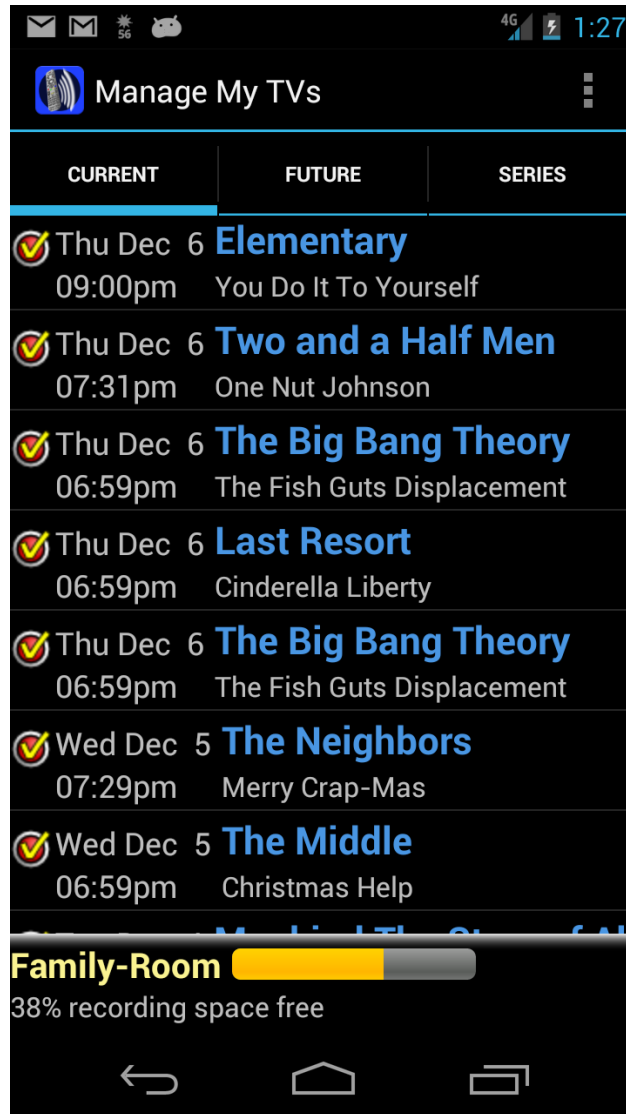 56 4G 1:27
Manage My TVs
CURRENT FUTURE SERIES
Thu Dec 6 Elementary
09:00pm You Do It To Yourself
Thu Dec 6 Two and a Half Men
07:31pm One Nut Johnson
Thu Dec 6 The Big Bang Theory
06:59pm The Fish Guts Displacement
Thu Dec 6 Last Resort
06:59pm Cinderella Liberty
Thu Dec 6 The Big Bang Theory
06:59pm The Fish Guts Displacement
Wed Dec 5 The Neighbors
07:29pm Merry Crap-Mas
Wed Dec 5 The Middle
06:59pm Christmas Help
Family-Room
38% recording space free